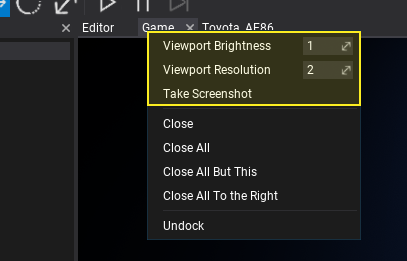 Editor Game Toyota_AE86
Viewport Brightness 1
Viewport Resolution 2
Take Screenshot
Close
Close All
Close All But This
Close All To the Right
Undock